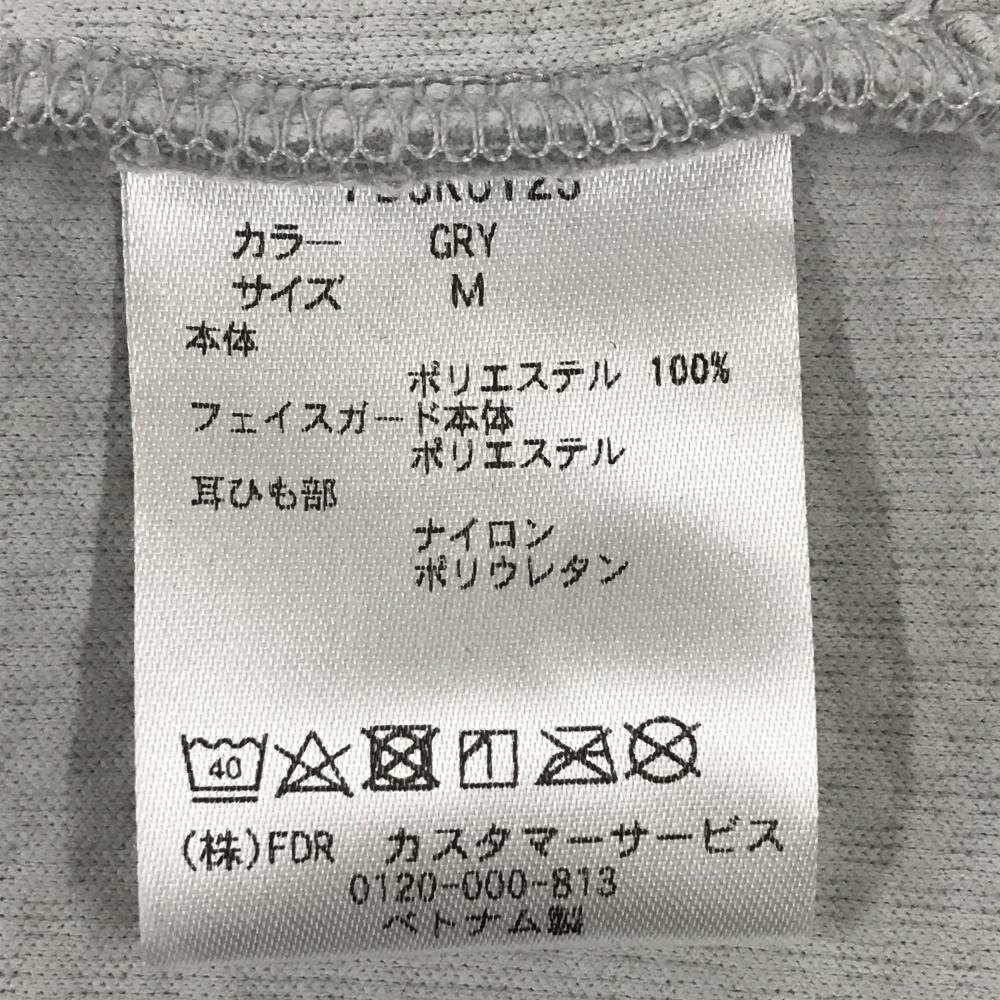 カラー GRY
サイズ M
本体
ポリエステル 100%
フェイスガード本体
ポリエステル
耳ひも部
ナイロン
ポリウレタン
40
(株)FDR カスタマーサービス
0120-000-813
ベトナム製